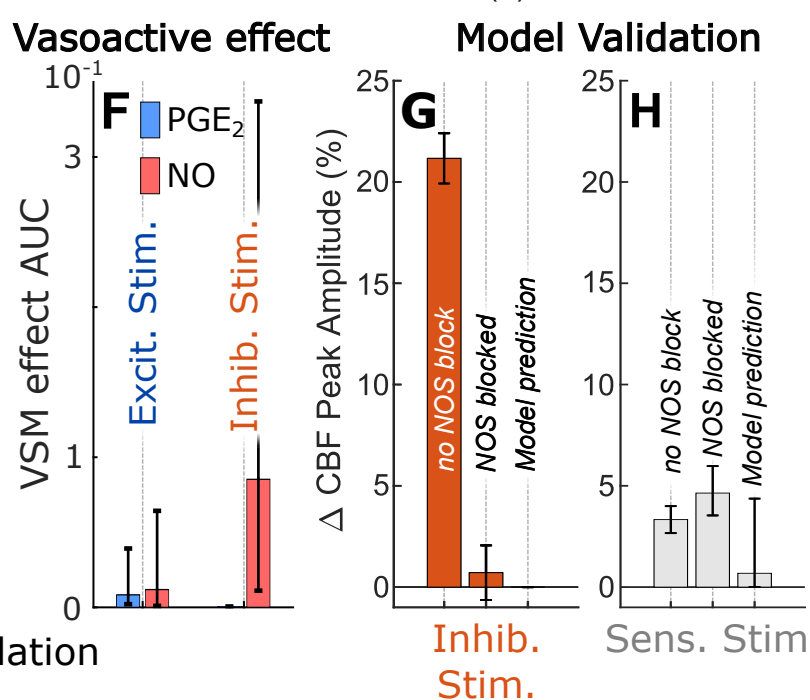 Vasoactive effect
Model Validation
10-1
F
PGE2
NO
3
1
0
VSM effect AUC
Excit. Stim.
Inhib. Stim.
lation
G
25
20
15
10
5
0
Δ CBF Peak Amplitude (%)
no NOS block
NOS blocked
Model prediction
Inhib.
Stim.
H
25
20
15
10
5
0
no NOS block
NOS blocked
Model prediction
Sens. Stim